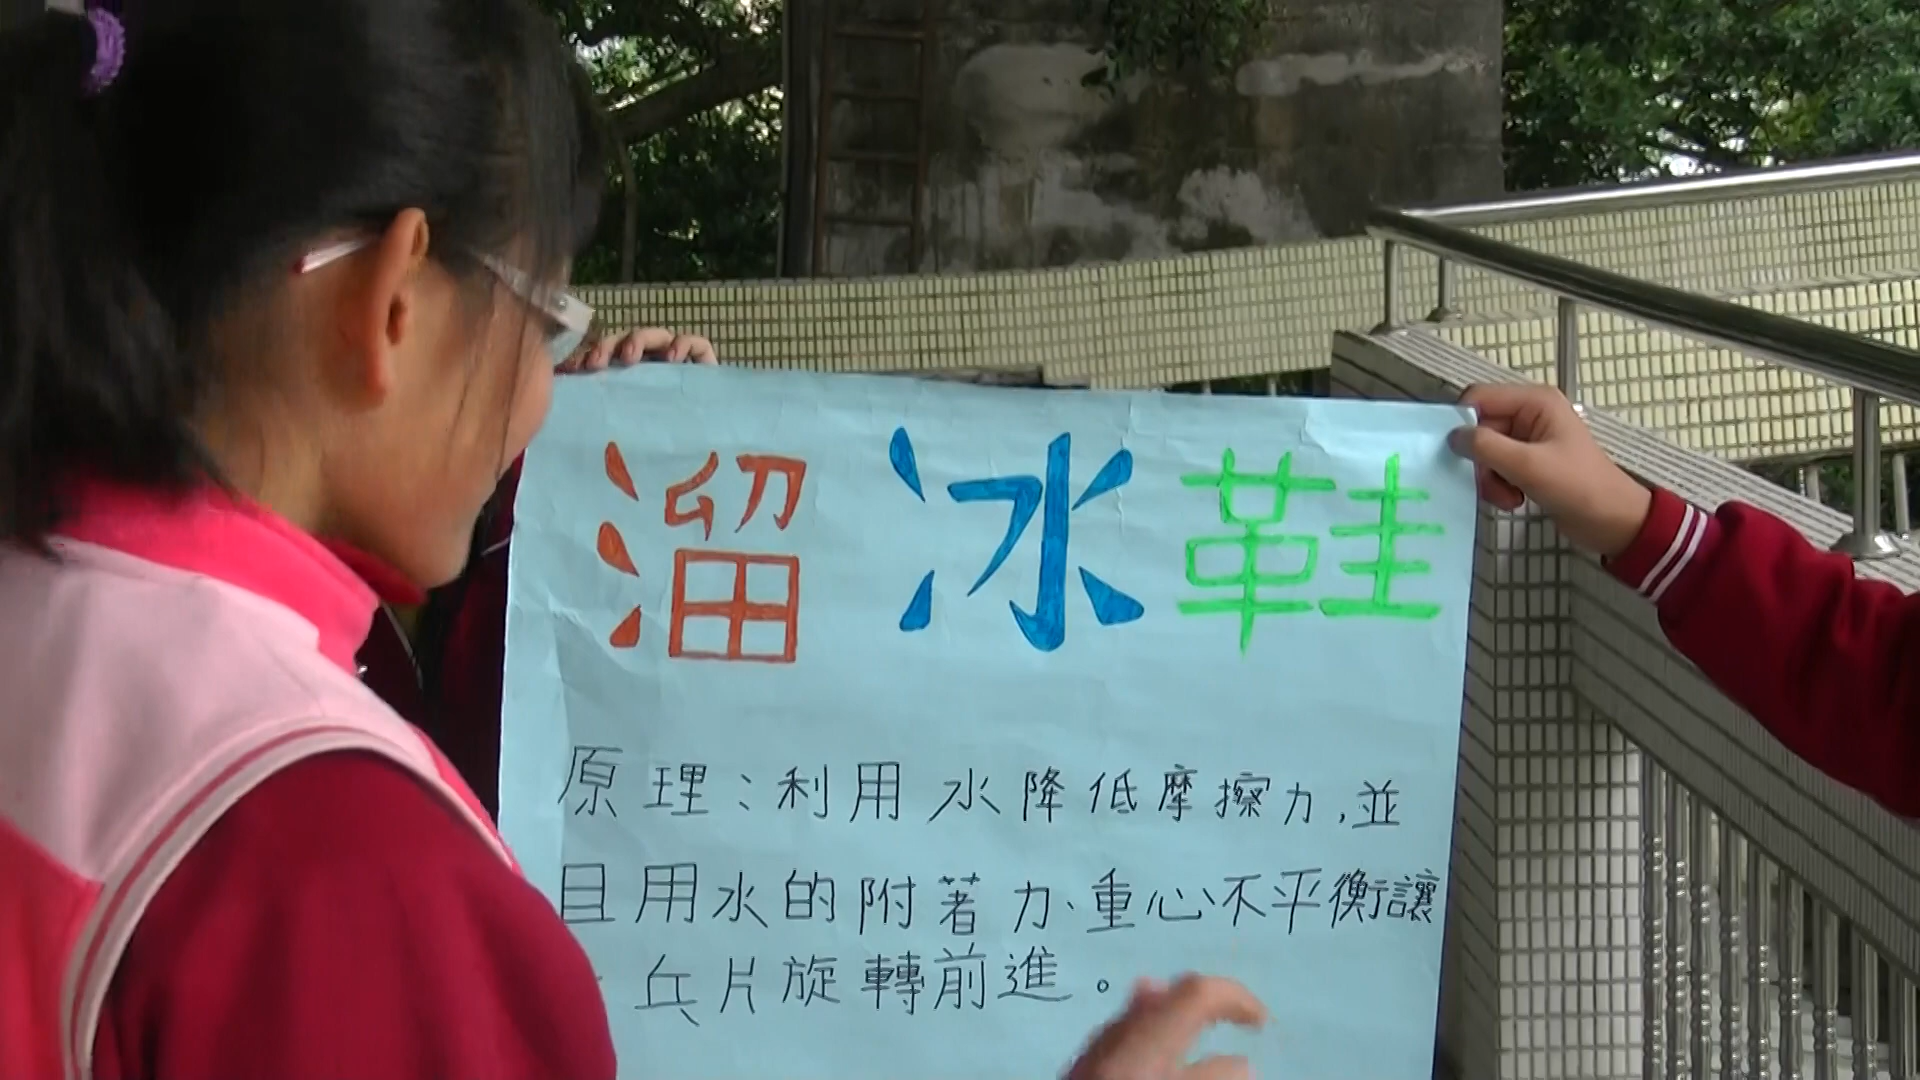 溜冰鞋
原理：利用水降低摩擦力,並
且用水的附著力、重心不平衡讓
乓片旋轉前進。